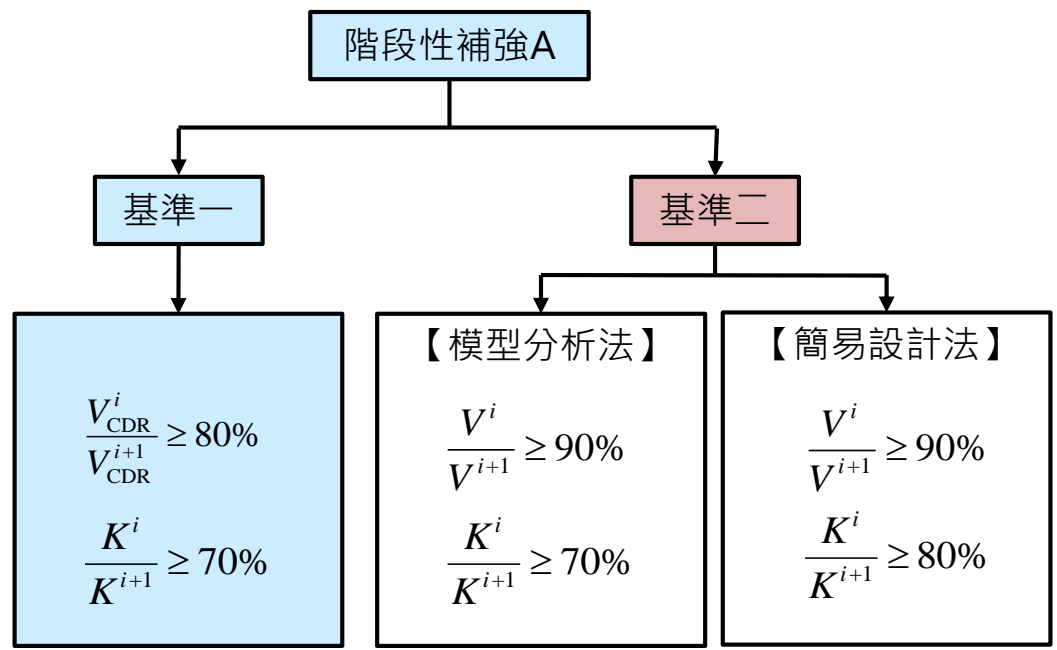 階段性補強A
基準一
基準二
V^i_CDR / V^{i+1}_CDR ≥ 80%
K^i / K^{i+1} ≥ 70%
【模型分析法】
V^i / V^{i+1} ≥ 90%
K^i / K^{i+1} ≥ 70%
【簡易設計法】
V^i / V^{i+1} ≥ 90%
K^i / K^{i+1} ≥ 80%